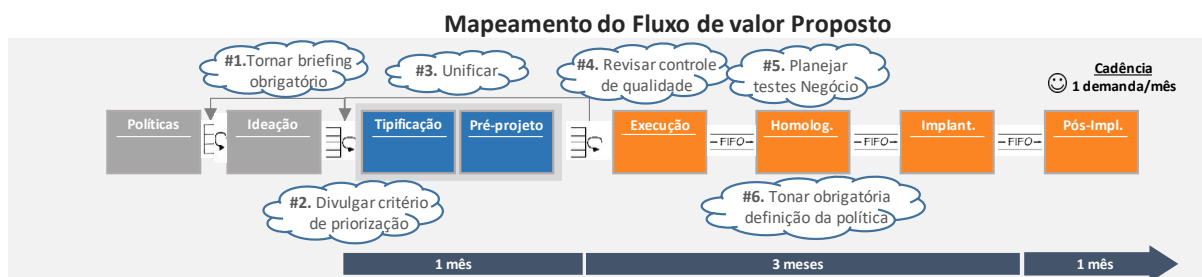 Mapeamento do Fluxo de valor Proposto
#1.Tornar briefing
obrigatório
#3. Unificar
#4. Revisar controle
de qualidade
#5. Planejar
testes Negócio
Cadência
1 demanda/mês
Políticas
Ideação
Tipificação
Pré-projeto
Execução
FIFO
Homolog.
FIFO
Implant.
FIFO
Pós-Impl.
#2. Divulgar critério
de priorização
#6. Tonar obrigatória
definição da política
1 mês
3 meses
1 mês